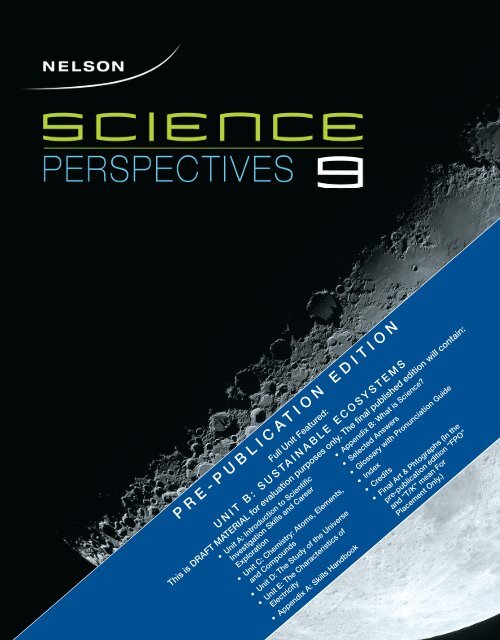 NELSON
SCIENCE
PERSPECTIVES 9
PRE-PUBLICATION EDITION
Full Unit Featured:
UNIT B: SUSTAINABLE ECOSYSTEMS
This is DRAFT MATERIAL for evaluation purposes only. The final published edition will contain:
• Unit A: Introduction to Scientific
Investigation Skills and Career
Exploration
• Unit C: Chemistry: Atoms, Elements,
and Compounds
• Unit D: The Study of the Universe
• Unit E: The Characteristics of
Electricity
• Appendix A: Skills Handbook
• Appendix B: What is Science?
• Selected Answers
• Glossary with Pronunciation Guide
• Index
• Credits
• Final Art & Phtographs (in the
pre-publication edition "FPO"
and "T/K" mean For
Placement Only.)